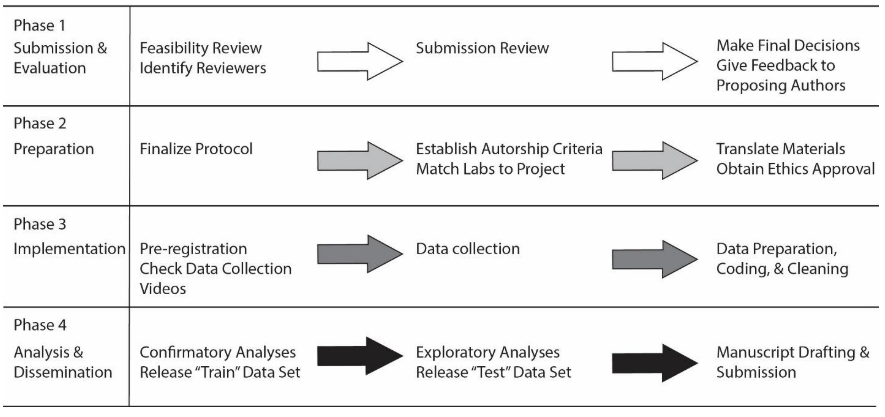 Phase 1
Submission &
Evaluation
Feasibility Review
Identify Reviewers
Submission Review
Make Final Decisions
Give Feedback to
Proposing Authors
Phase 2
Preparation
Finalize Protocol
Establish Autorship Criteria
Match Labs to Project
Translate Materials
Obtain Ethics Approval
Phase 3
Implementation
Pre-registration
Check Data Collection
Videos
Data collection
Data Preparation,
Coding, & Cleaning
Phase 4
Analysis &
Dissemination
Confirmatory Analyses
Release “Train” Data Set
Exploratory Analyses
Release “Test” Data Set
Manuscript Drafting &
Submission